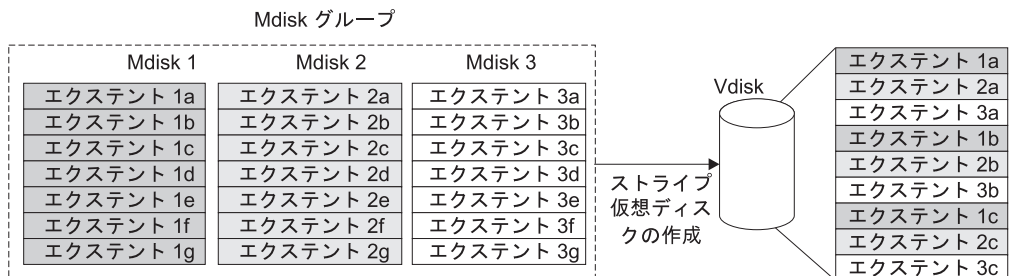 Mdisk グループ
Mdisk 1
エクステント 1a
エクステント 1b
エクステント 1c
エクステント 1d
エクステント 1e
エクステント 1f
エクステント 1g
Mdisk 2
エクステント 2a
エクステント 2b
エクステント 2c
エクステント 2d
エクステント 2e
エクステント 2f
エクステント 2g
Mdisk 3
エクステント 3a
エクステント 3b
エクステント 3c
エクステント 3d
エクステント 3e
エクステント 3f
エクステント 3g
ストライプ
仮想ディス
クの作成
Vdisk
エクステント 1a
エクステント 2a
エクステント 3a
エクステント 1b
エクステント 2b
エクステント 3b
エクステント 1c
エクステント 2c
エクステント 3c